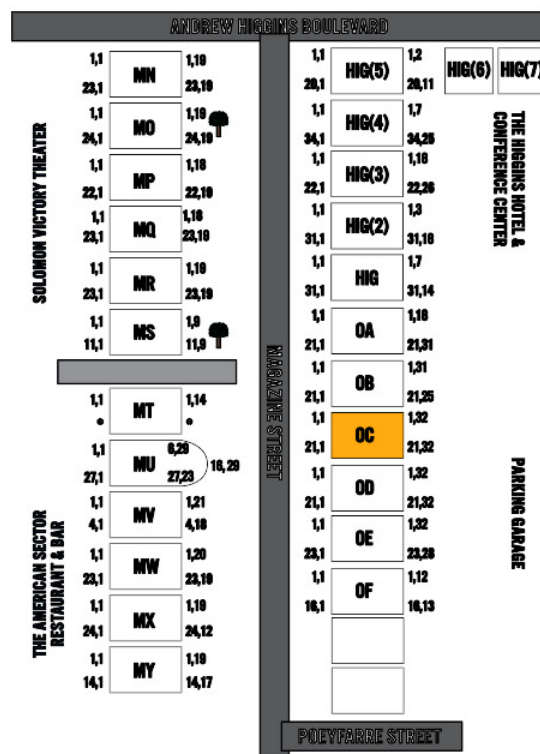 ANDREW HIGGINS BOULEVARD
1,1 MN 1,19
23,1 23,19
1,1 MO 1,19
24,1 24,19
1,1 MP 1,18
22,1 22,19
1,1 MQ 1,18
23,1 23,19
1,1 MR 1,19
23,1 23,19
1,1 MS 1,9
11,1 11,9
1,1 MT 1,14
1,1 MU 6,29
27,1 27,23
16,29
1,1 MV 1,21
4,1 4,18
1,1 MW 1,20
23,1 23,19
1,1 MX 1,19
24,1 24,12
1,1 MY 1,19
14,1 14,17
SOLOMON VICTORY THEATER
THE AMERICAN SECTOR
RESTAURANT & BAR
MAGAZINE STREET
1,1 HIG(5) 1,2
20,1 20,11
HIG(6) HIG(7)
1,1 HIG(4) 1,7
34,1 34,25
1,1 HIG(3) 1,18
22,1 22,26
1,1 HIG(2) 1,3
31,1 31,18
1,1 HIG 1,7
31,1 31,14
1,1 OA 1,18
21,1 21,31
1,1 OB 1,31
21,1 21,25
1,1 OC 1,32
21,1 21,32
1,1 OD 1,32
21,1 21,32
1,1 OE 1,32
23,1 23,28
1,1 OF 1,12
16,1 16,13
THE HIGGINS HOTEL &
CONFERENCE CENTER
PARKING GARAGE
POEYFARRE STREET